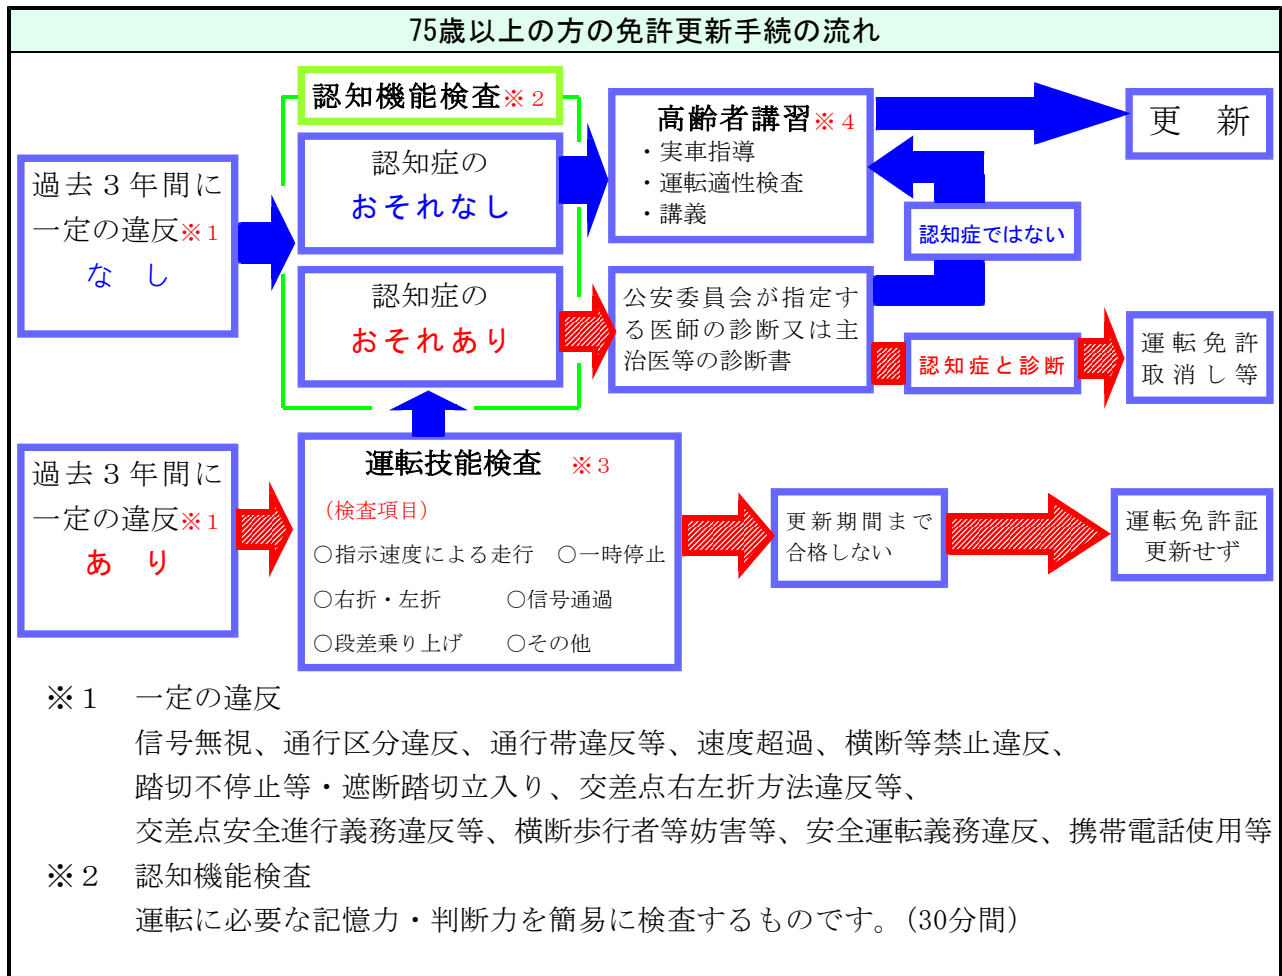 75歳以上の方の免許更新手続の流れ
認知機能検査※２
過去３年間に
一定の違反※１
な　し
認知症の
おそれなし
認知症の
おそれあり
高齢者講習※４
・実車指導
・運転適性検査
・講義
更　新
認知症ではない
公安委員会が指定す
る医師の診断又は主
治医等の診断書
認知症と診断
運転免許
取消し等
過去３年間に
一定の違反※１
あ　り
運転技能検査　※３
（検査項目）
○指示速度による走行　○一時停止
○右折・左折　○信号通過
○段差乗り上げ　○その他
更新期間まで
合格しない
運転免許証
更新せず
※１　一定の違反
信号無視、通行区分違反、通行帯違反等、速度超過、横断等禁止違反、
踏切不停止等・遮断踏切立入り、交差点右左折方法違反等、
交差点安全進行義務違反等、横断歩行者等妨害等、安全運転義務違反、携帯電話使用等
※２　認知機能検査
運転に必要な記憶力・判断力を簡易に検査するものです。(30分間）